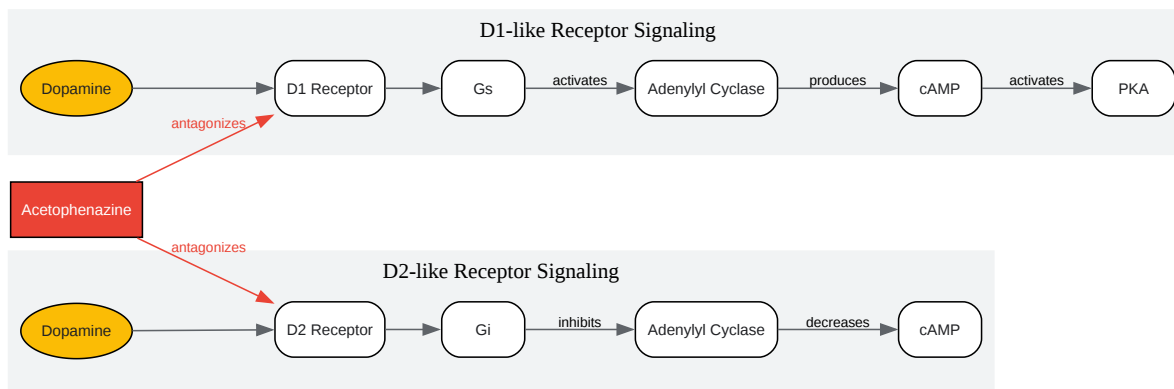 D1-like Receptor Signaling
Dopamine
D1 Receptor
Gs
activates
Adenylyl Cyclase
produces
cAMP
activates
PKA
antagonizes
Acetophenazine
antagonizes
D2-like Receptor Signaling
Dopamine
D2 Receptor
Gi
inhibits
Adenylyl Cyclase
decreases
cAMP